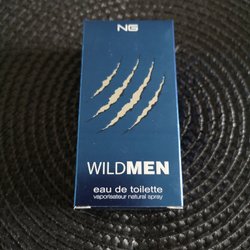 NG
WILDMEN
eau de toilette
vaporisateur natural spray